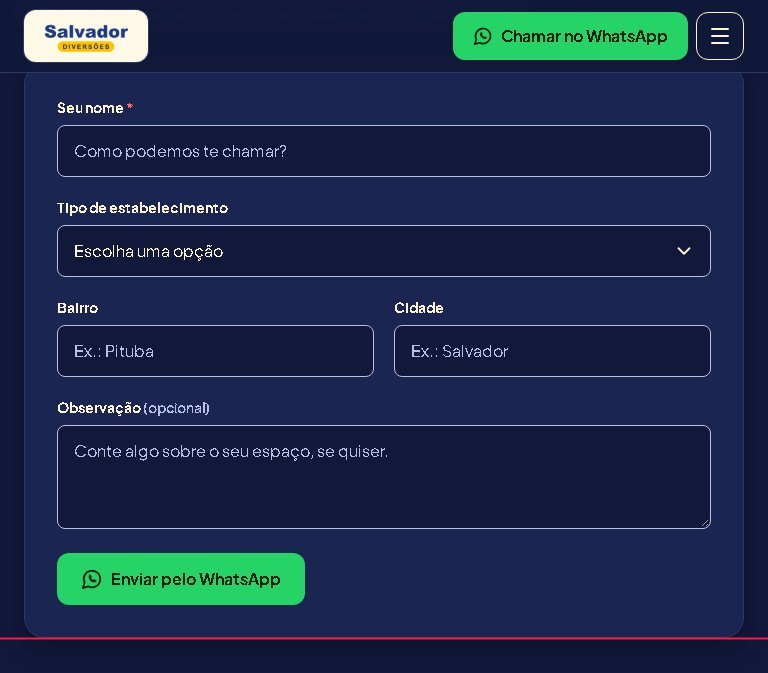 Salvador
DIVERSÕES
Chamar no WhatsApp
Seu nome *
Como podemos te chamar?
Tipo de estabelecimento
Escolha uma opção
Bairro
Cidade
Ex.: Pituba
Ex.: Salvador
Observação (opcional)
Conte algo sobre o seu espaço, se quiser.
Enviar pelo WhatsApp